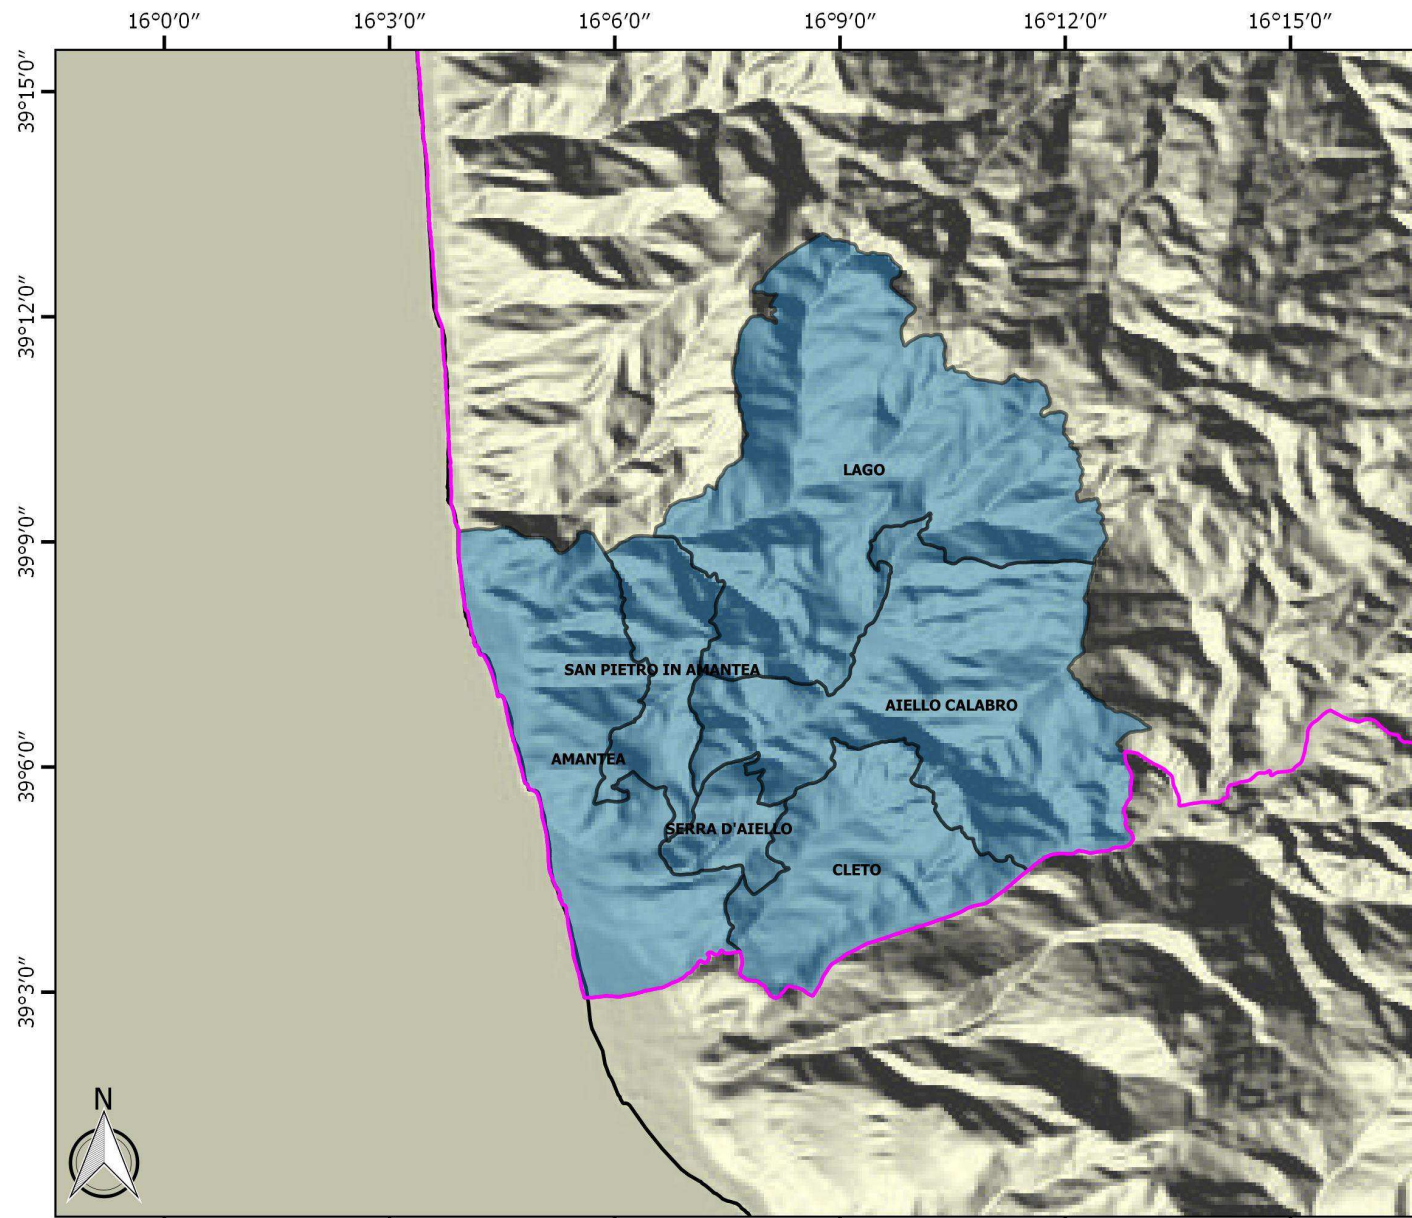 16°0′0″ 16°3′0″ 16°6′0″ 16°9′0″ 16°12′0″ 16°15′0″
39°15′0″
39°12′0″
LAGO
39°9′0″
SAN PIETRO IN AMANTEA
AIELLO CALABRO
AMANTEA
39°6′0″
SERRA D'AIELLO
CLETO
39°3′0″
N